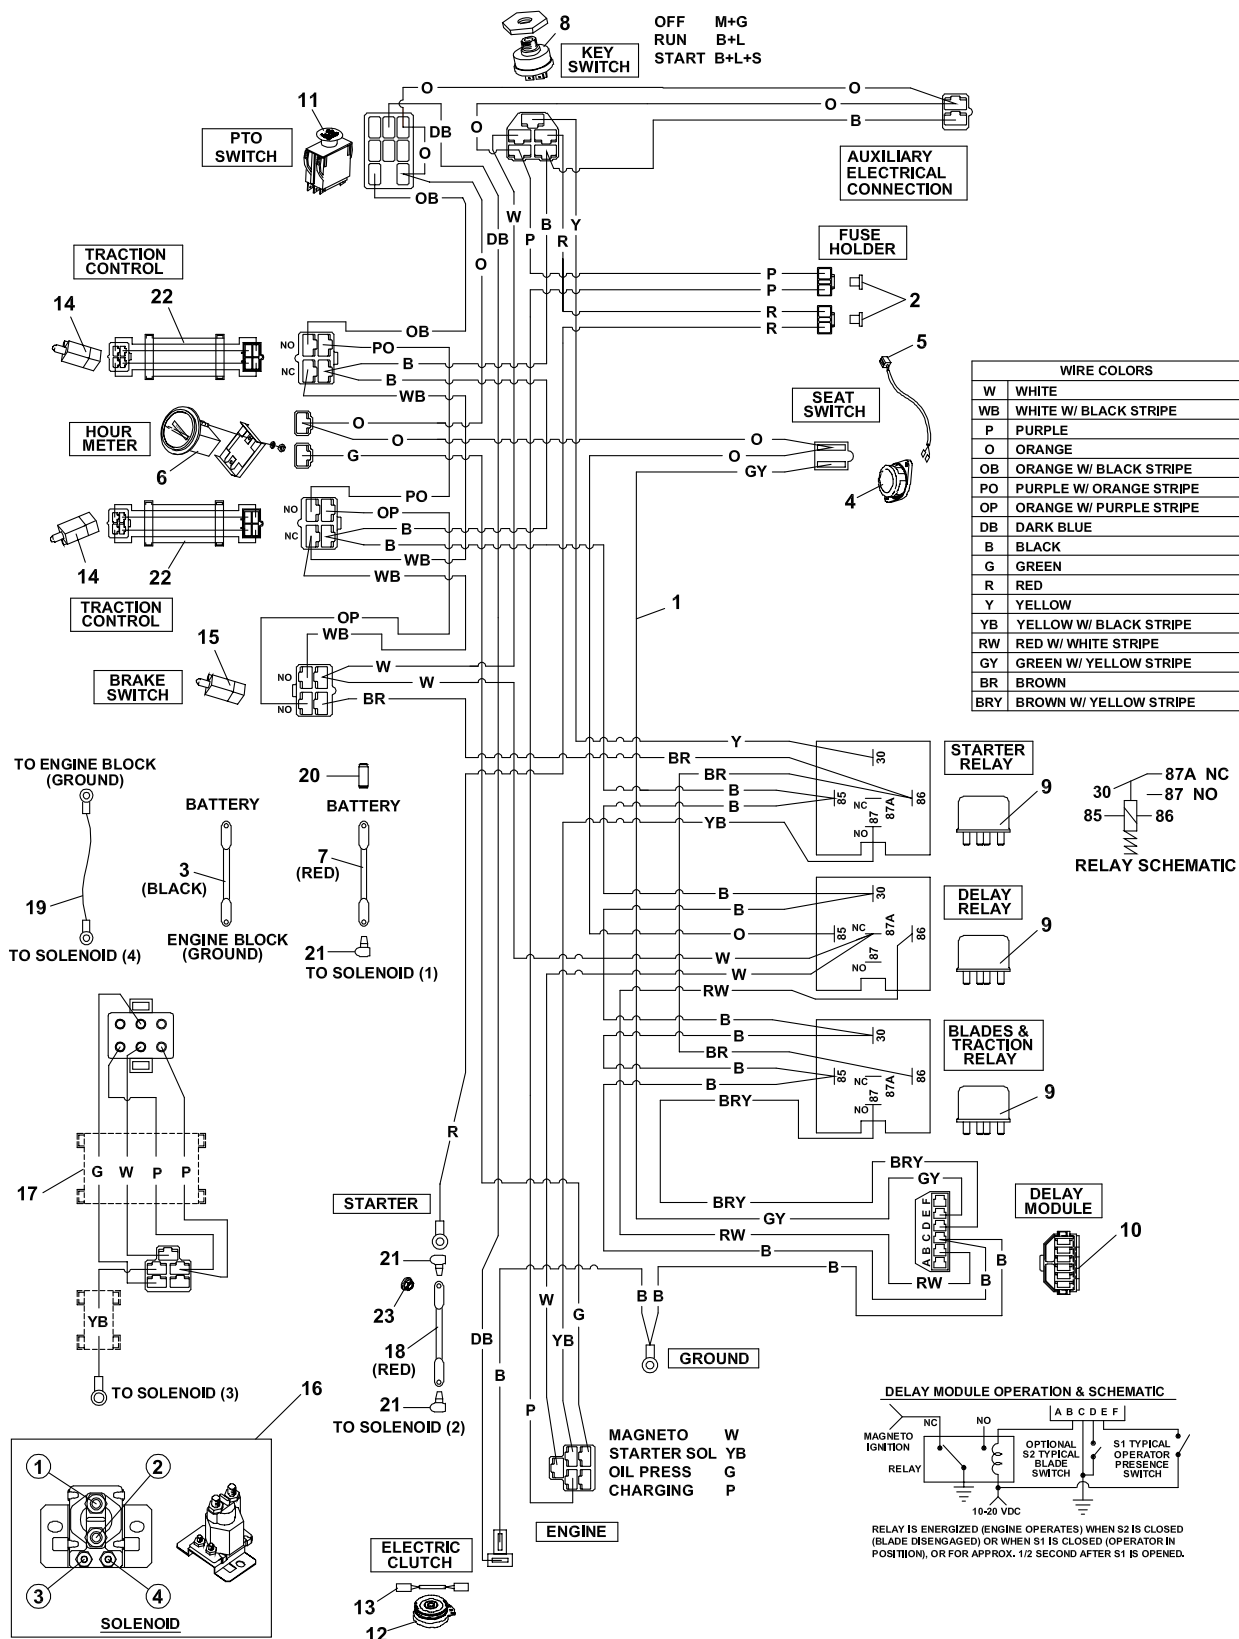 8
KEY
SWITCH
OFF M+G
RUN B+L
START B+L+S
11
PTO
SWITCH
O
O
B
DB
O
O
OB
AUXILIARY
ELECTRICAL
CONNECTION
W
DB
P
B
R
Y
O
FUSE
HOLDER
P
P
R
R
2
TRACTION
CONTROL
14
22
NO
NC
OB
PO
B
B
WB
5
SEAT
SWITCH
HOUR
METER
6
O
O
G
O
O
GY
4
NO
NC
PO
OP
B
B
WB
WB
14
22
TRACTION
CONTROL
WIRE COLORS
W WHITE
WB WHITE W/ BLACK STRIPE
P PURPLE
O ORANGE
OB ORANGE W/ BLACK STRIPE
PO PURPLE W/ ORANGE STRIPE
OP ORANGE W/ PURPLE STRIPE
DB DARK BLUE
B BLACK
G GREEN
R RED
Y YELLOW
YB YELLOW W/ BLACK STRIPE
RW RED W/ WHITE STRIPE
GY GREEN W/ YELLOW STRIPE
BR BROWN
BRY BROWN W/ YELLOW STRIPE
1
15
BRAKE
SWITCH
OP
WB
NO
NO
W
W
BR
TO ENGINE BLOCK
(GROUND)
19
TO SOLENOID (4)
BATTERY
3
(BLACK)
ENGINE BLOCK
(GROUND)
20
BATTERY
7
(RED)
21
TO SOLENOID (1)
Y
BR
BR
B
B
YB
30
85
NC
87A
87
NO
86
STARTER
RELAY
9
87A NC
30
87 NO
85
86
RELAY SCHEMATIC
B
B
O
W
W
RW
30
85
NC
87A
87
NO
86
DELAY
RELAY
9
B
B
BR
B
B
BRY
30
85
NC
87A
87
NO
86
BLADES &
TRACTION
RELAY
9
17
G W P P
YB
TO SOLENOID (3)
R
STARTER
21
23
18
(RED)
21
TO SOLENOID (2)
BRY
GY
BRY
GY
RW
B
B
RW
B
B
F
E
D
C
B
A
DELAY
MODULE
10
DB
B
W
YB
G
P
B B
GROUND
MAGNETO W
STARTER SOL YB
OIL PRESS G
CHARGING P
ENGINE
ELECTRIC
CLUTCH
13
12
16
1
2
3
4
SOLENOID
DELAY MODULE OPERATION & SCHEMATIC
A B C D E F
NC
NO
MAGNETO
IGNITION
RELAY
OPTIONAL
S2 TYPICAL
BLADE
SWITCH
S1 TYPICAL
OPERATOR
PRESENCE
SWITCH
10-20 VDC
RELAY IS ENERGIZED (ENGINE OPERATES) WHEN S2 IS CLOSED
(BLADE DISENGAGED) OR WHEN S1 IS CLOSED (OPERATOR IN
POSITIION), OR FOR APPROX. 1/2 SECOND AFTER S1 IS OPENED.